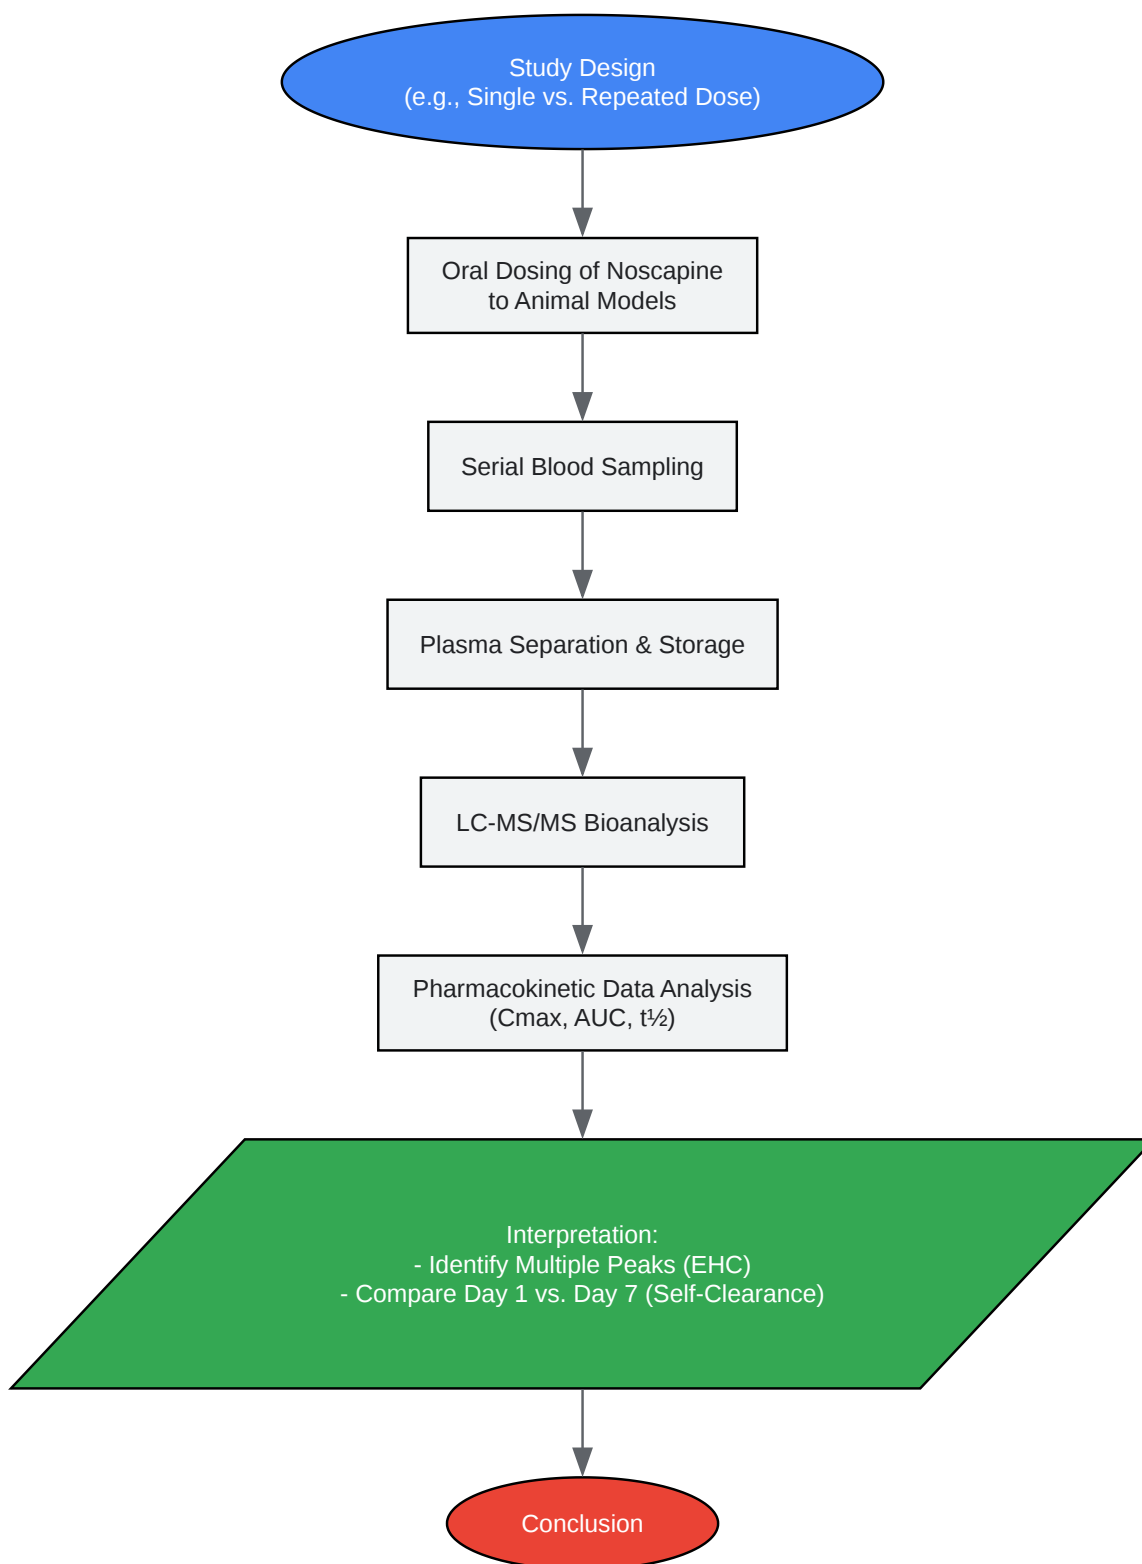 Study Design
(e.g., Single vs. Repeated Dose)
Oral Dosing of Noscapine
to Animal Models
Serial Blood Sampling
Plasma Separation & Storage
LC-MS/MS Bioanalysis
Pharmacokinetic Data Analysis
(Cmax, AUC, t½)
Interpretation:
- Identify Multiple Peaks (EHC)
- Compare Day 1 vs. Day 7 (Self-Clearance)
Conclusion